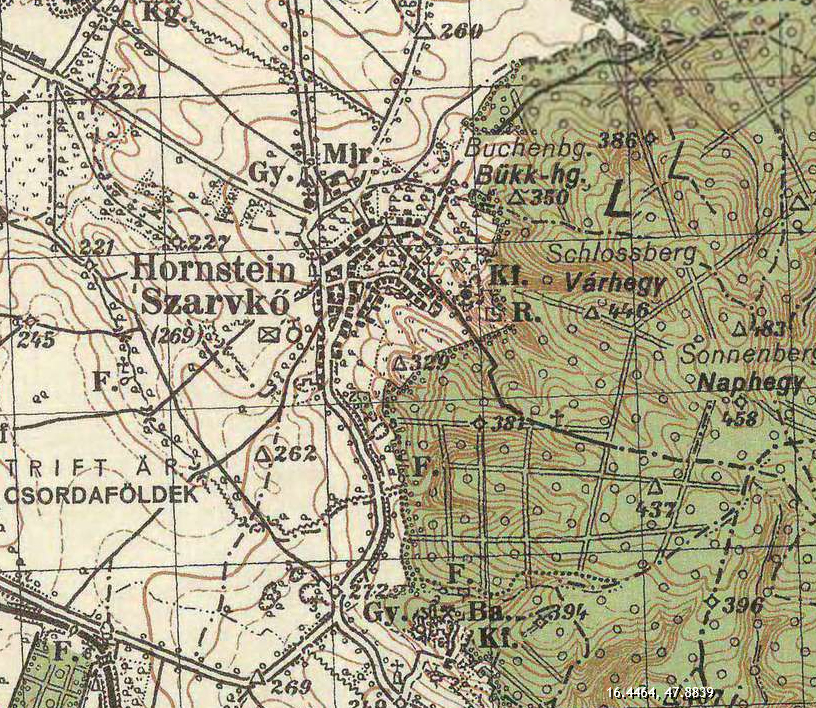 Kg.
260
221
Mjr.
Gy.
Buchenbg.
386
Bükk-hg.
350
L
L
221
227
Hornstein
Schlossberg
Kl.
Várhegy
Szarvkő
R.
446
(269)
483
245
Sonnenberg
329
Naphegy
F.
458
381
262
F.
TRIFT ÄR
CSORDAFÖLDEK
437
F.
272
Gy.
Ba.
394
396
Kl.
F.
269
16.4464, 47.8839